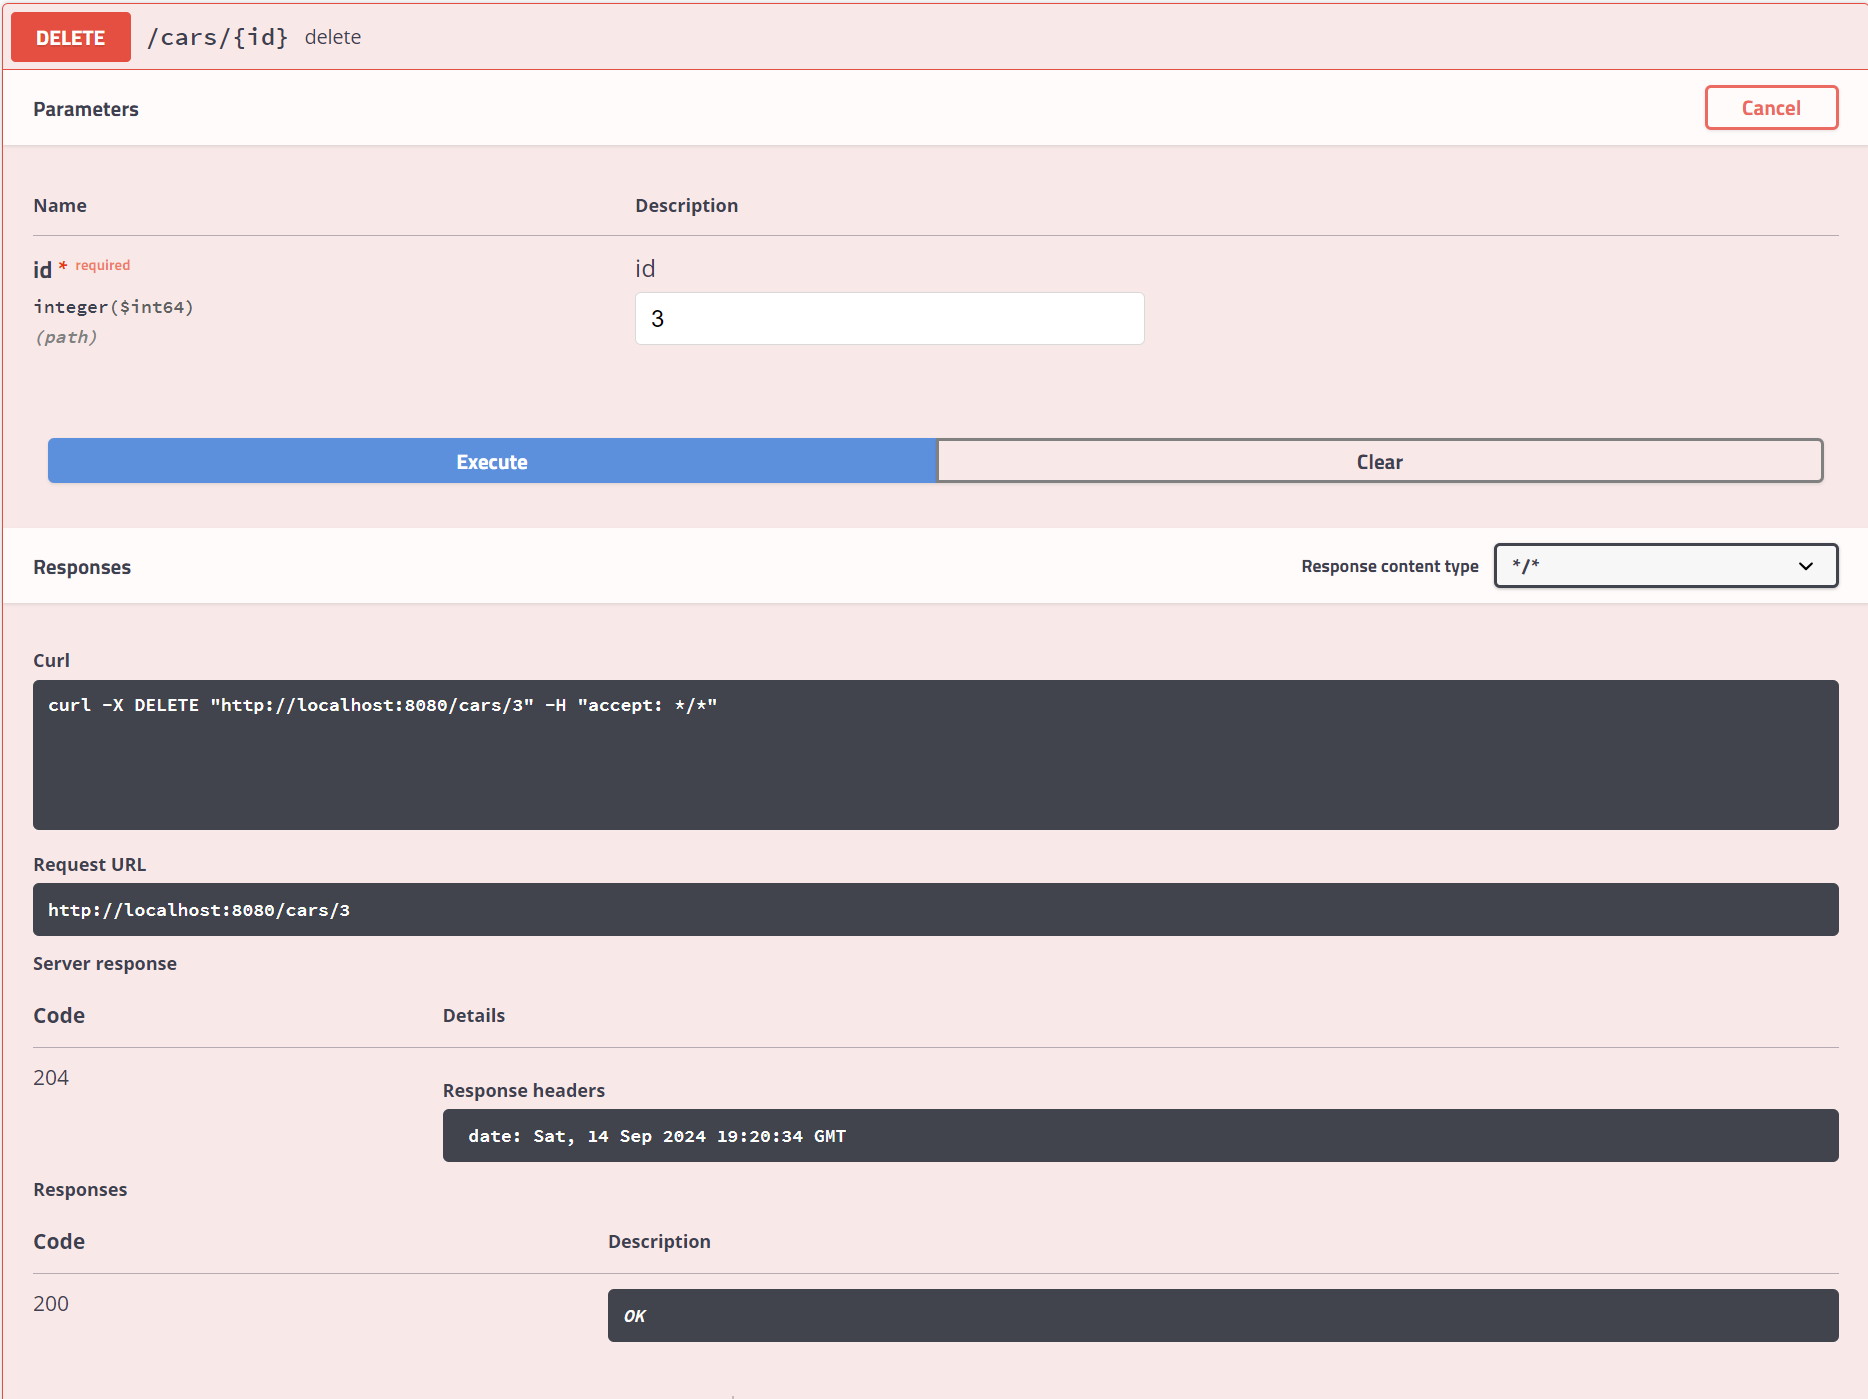 DELETE /cars/{id} delete
Parameters Cancel
Name Description
id * required id
integer($int64) 3
(path)
Execute Clear
Responses Response content type */*
Curl
curl -X DELETE "http://localhost:8080/cars/3" -H "accept: */*"
Request URL
http://localhost:8080/cars/3
Server response
Code Details
204
Response headers
date: Sat, 14 Sep 2024 19:20:34 GMT
Responses
Code Description
200
OK